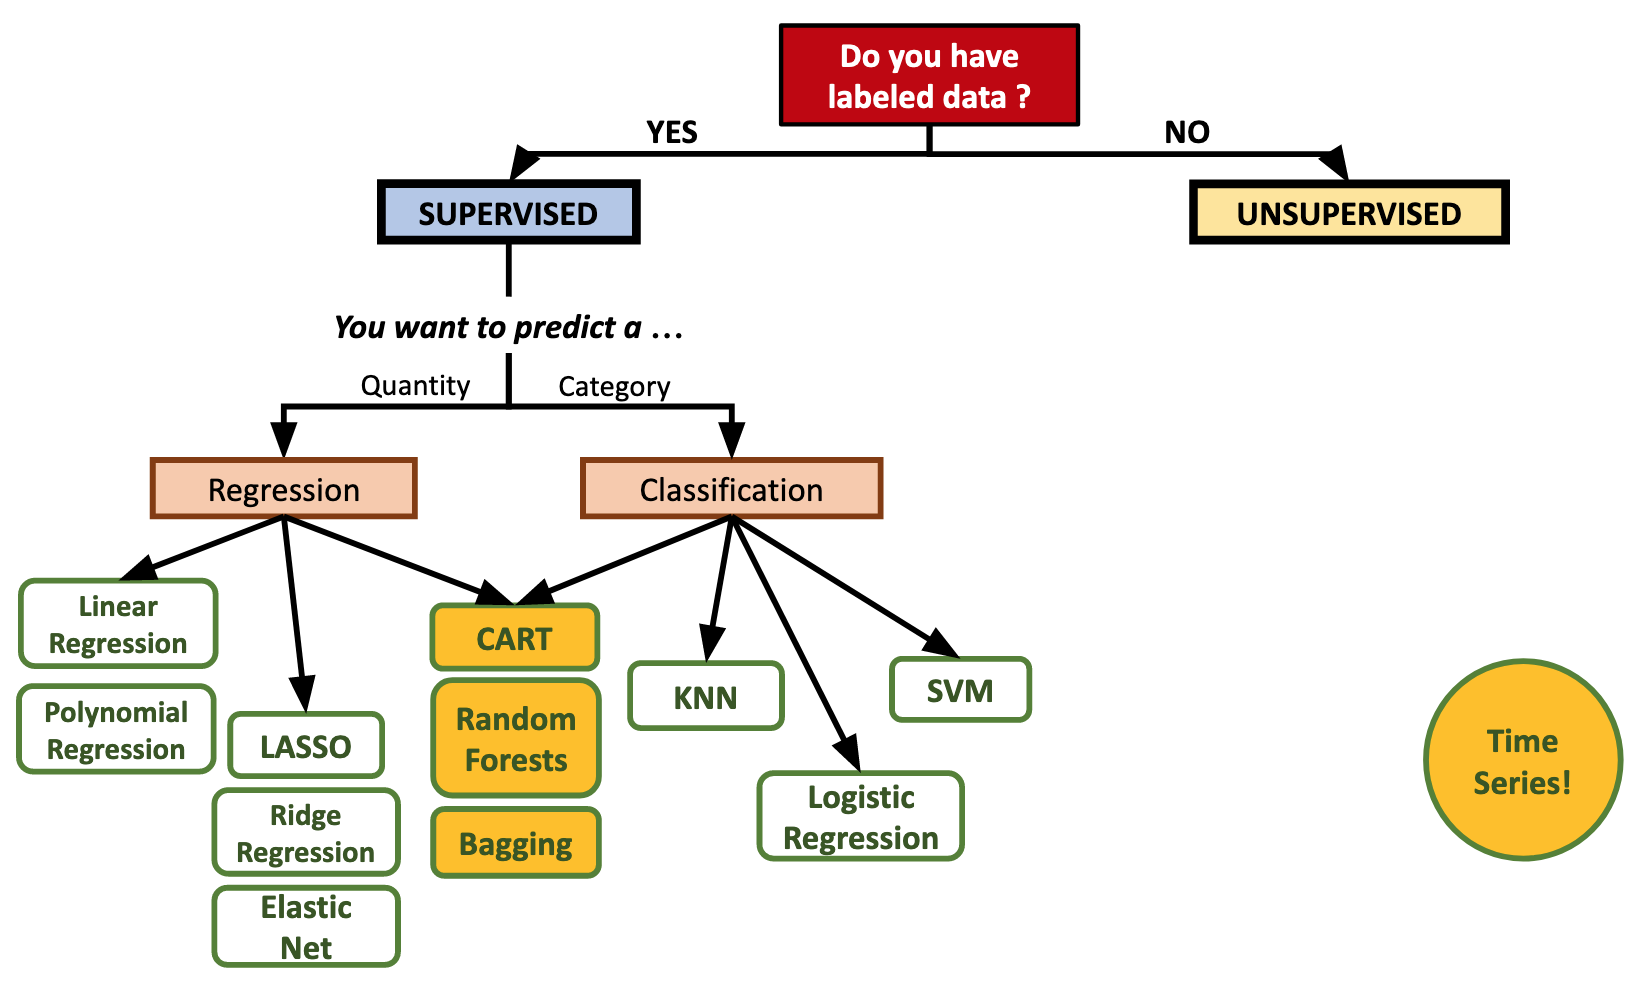 Do you have
labeled data ?
YES
NO
SUPERVISED
UNSUPERVISED
You want to predict a ...
Quantity
Category
Regression
Classification
Linear
Regression
Polynomial
Regression
LASSO
Ridge
Regression
Elastic
Net
CART
Random
Forests
Bagging
KNN
Logistic
Regression
SVM
Time
Series!